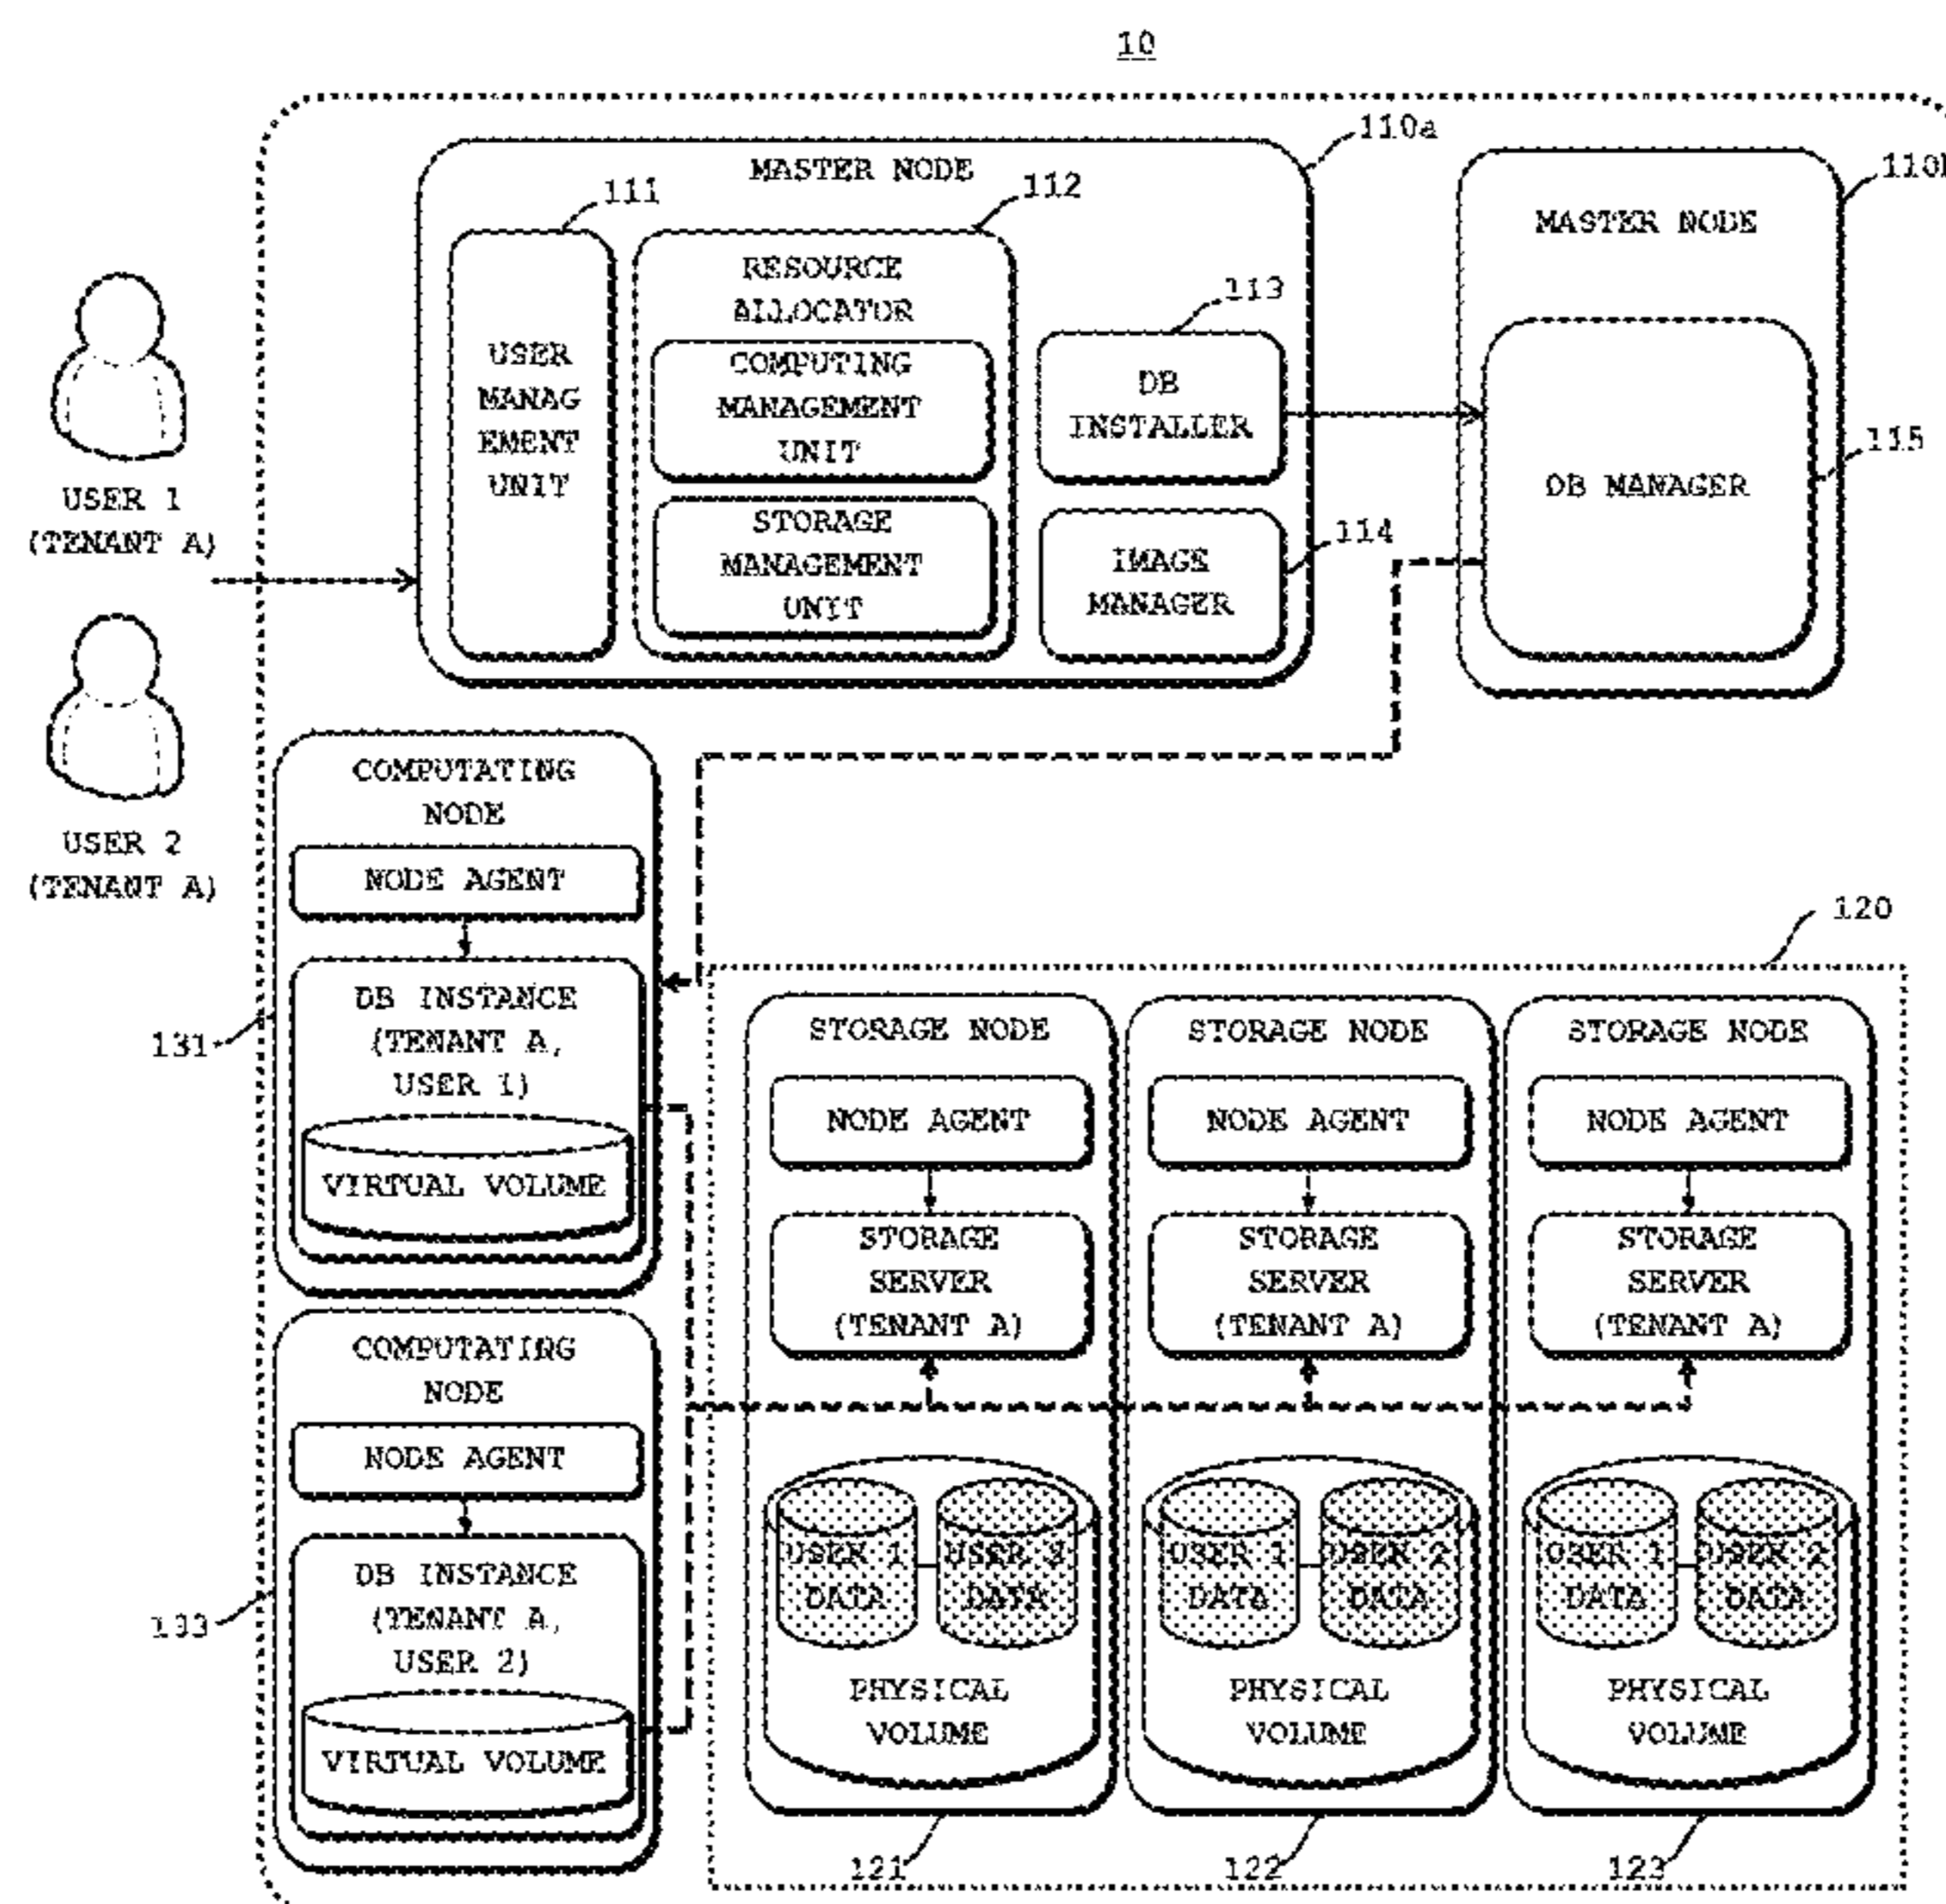 10
110a
MASTER NODE
111
112
USER
MANAG
EMENT
UNIT
RESOURCE
ALLOCATOR
COMPUTING
MANAGEMENT
UNIT
STORAGE
MANAGEMENT
UNIT
113
DB
INSTALLER
114
IMAGE
MANAGER
MASTER NODE
DB MANAGER
115
USER 1
(TENANT A)
USER 2
(TENANT A)
COMPUTATING
NODE
NODE AGENT
DB INSTANCE
(TENANT A,
USER 1)
VIRTUAL VOLUME
131
COMPUTATING
NODE
NODE AGENT
DB INSTANCE
(TENANT A,
USER 2)
VIRTUAL VOLUME
120
STORAGE NODE
NODE AGENT
STORAGE
SERVER
(TENANT A)
USER 1
DATA
DATA
PHYSICAL
VOLUME
121
STORAGE NODE
NODE AGENT
STORAGE
SERVER
(TENANT A)
USER 1
DATA
USER 2
DATA
PHYSICAL
VOLUME
122
STORAGE NODE
NODE AGENT
STORAGE
SERVER
(TENANT A)
USER 1
DATA
USER 2
DATA
PHYSICAL
VOLUME
123